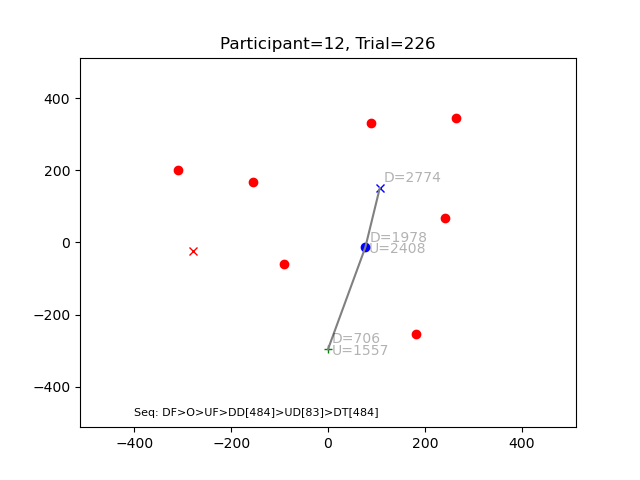 Participant=12, Trial=226
400
200
0
−200
−400
D=2774
D=1978
U=2408
D=706
U=1557
Seq: DF>O>UF>DD[484]>UD[83]>DT[484]
−400
−200
0
200
400